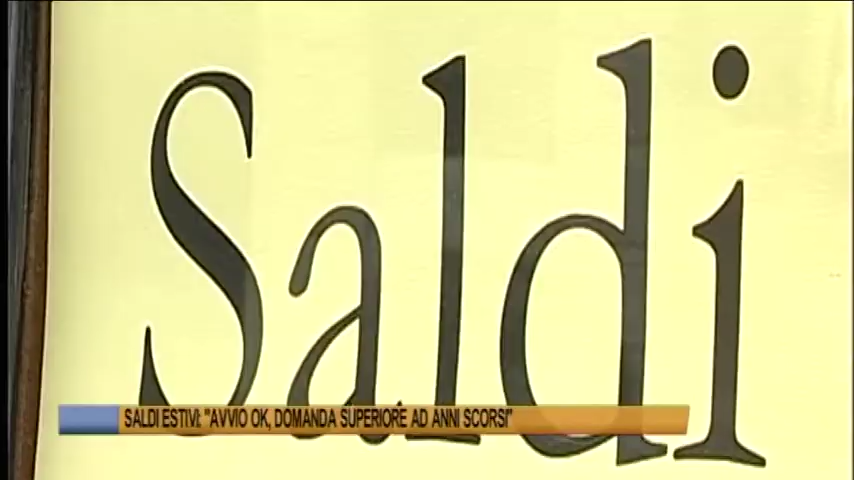 Saldi
SALDI ESTIVI: "AVVIO OK, DOMANDA SUPERIORE AD ANNI SCORSI"